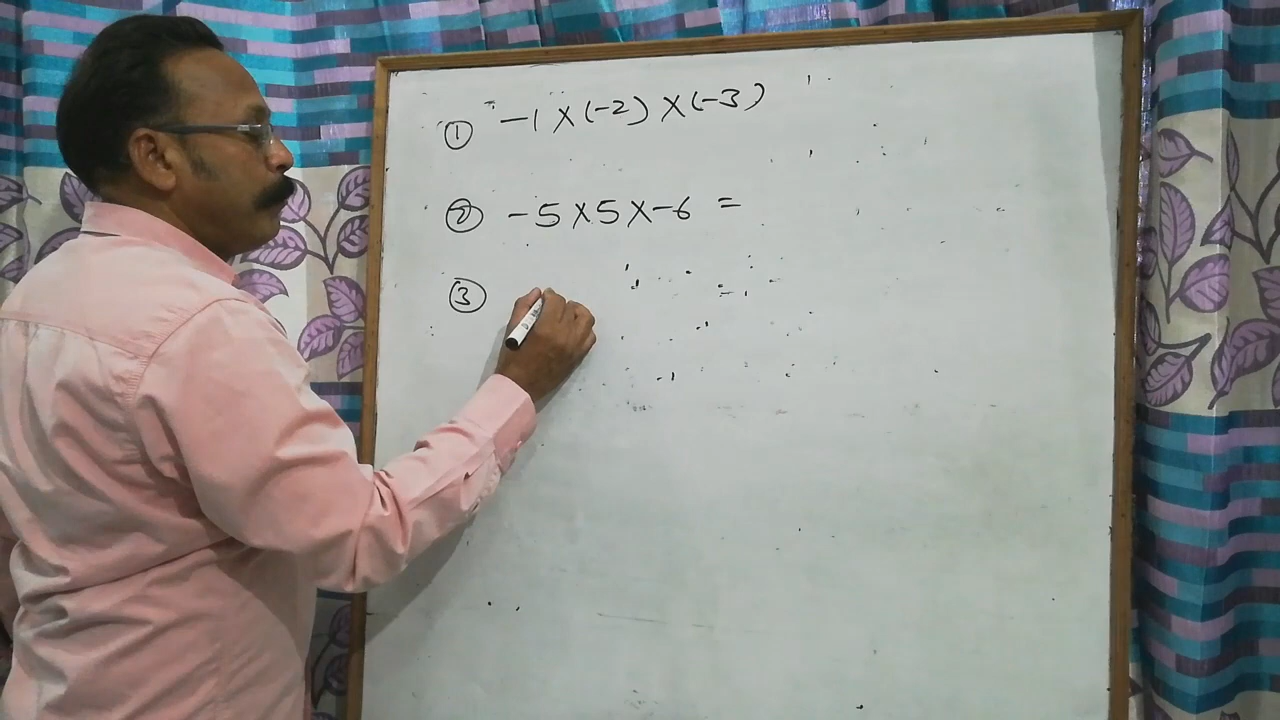 ① -1 X (-2) X (-3)
② -5 X 5 X -6 =
③